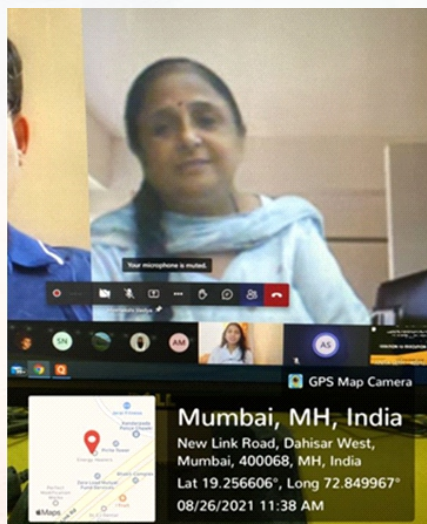 Your microphone is muted.
SN
AM
AS
GPS Map Camera
Mumbai, MH, India
New Link Road, Dahisar West,
Mumbai, 400068, MH, India
Lat 19.256606°, Long 72.849967°
08/26/2021 11:38 AM
Maps